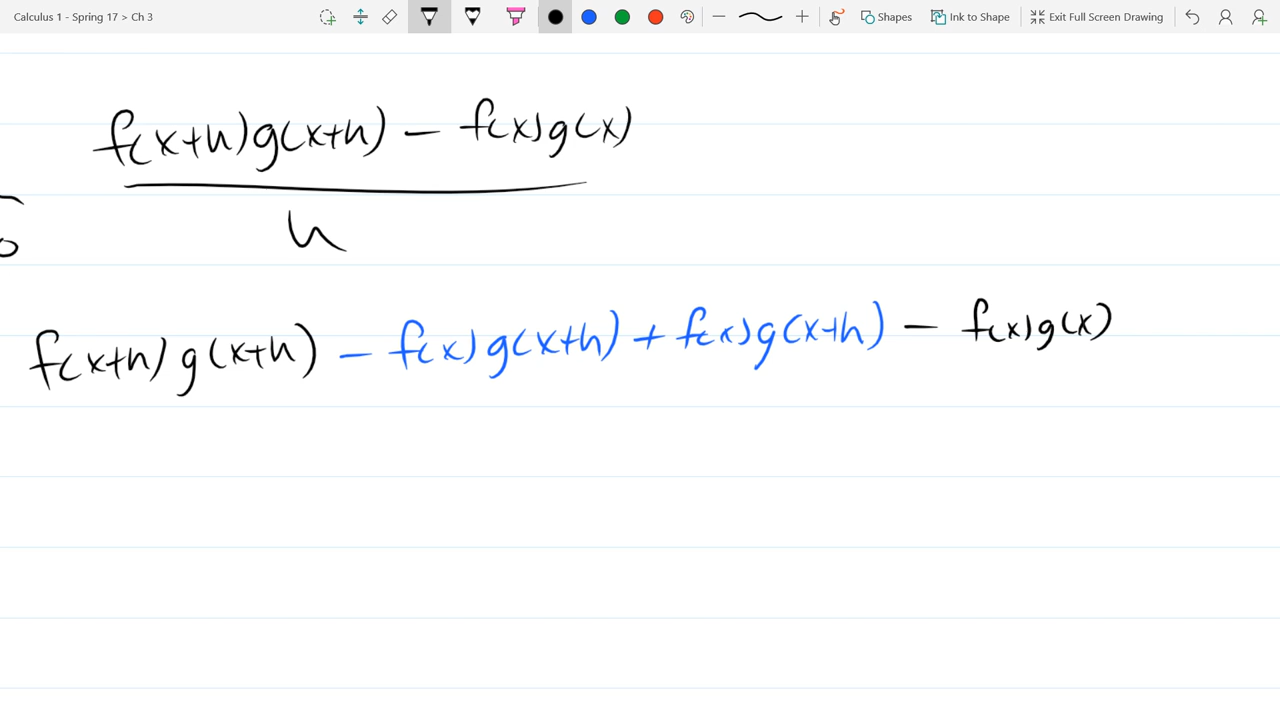 Calculus 1 - Spring 17 > Ch 3 Shapes Ink to Shape Exit Full Screen Drawing
f(x+h)g(x+h) − f(x)g(x)
h
f(x+h)g(x+h) − f(x)g(x+h) + f(x)g(x+h) − f(x)g(x)